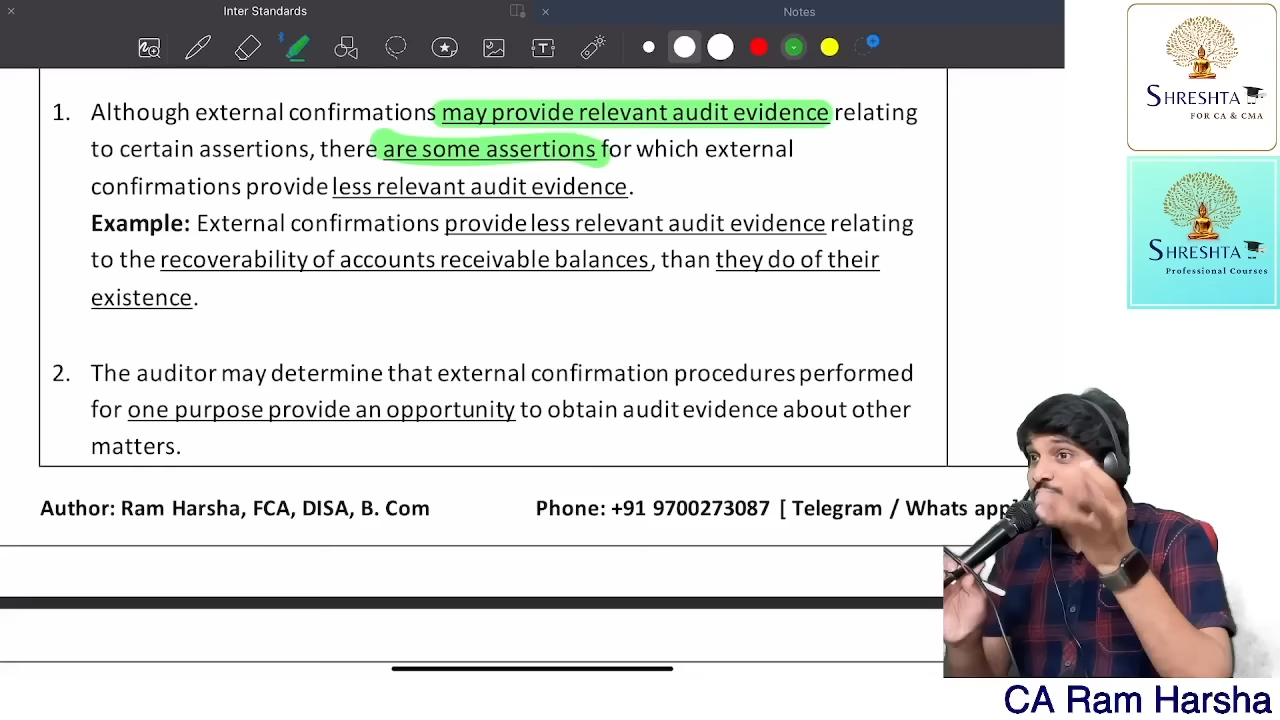 Inter Standards
Notes
1. Although external confirmations may provide relevant audit evidence relating
to certain assertions, there are some assertions for which external
confirmations provide less relevant audit evidence.
Example: External confirmations provide less relevant audit evidence relating
to the recoverability of accounts receivable balances, than they do of their
existence.
2. The auditor may determine that external confirmation procedures performed
for one purpose provide an opportunity to obtain audit evidence about other
matters.
Author: Ram Harsha, FCA, DISA, B. Com
Phone: +91 9700273087 [ Telegram / Whats app
SHRESHTA
FOR CA & CMA
SHRESHTA
Professional Courses
CA Ram Harsha